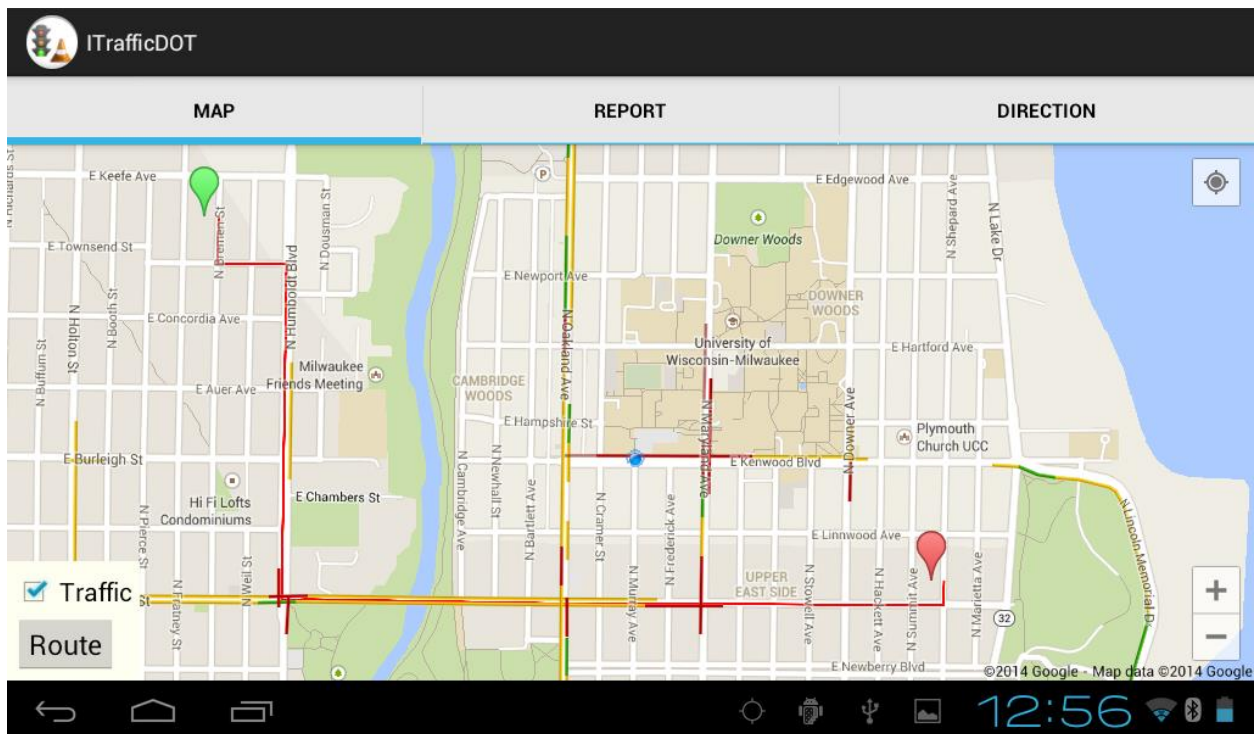 ITrafficDOT
MAP
REPORT
DIRECTION
N Richards St
E Keefe Ave
P
E Edgewood Ave
N Shepard Ave
N Lake Dr
Downer Woods
E Townsend St
N Bremen St
N Humboldt Blvd
N Dousman St
E Newport Ave
DOWNER
WOODS
N Holton St
N Booth St
E Concordia Ave
N Oakland Ave
University of
Wisconsin-Milwaukee
E Hartford Ave
N Buffum St
Milwaukee
Friends Meeting
E Auer Ave
CAMBRIDGE
WOODS
E Hampshire St
N Maryland Ave
N Downer Ave
Plymouth
Church UCC
E Burleigh St
E Kenwood Blvd
N Cambridge Ave
N Newhall St
N Bartlett Ave
Hi Fi Lofts
Condominiums
E Chambers St
N Cramer St
N Frederick Ave
N Lincoln Memorial Dr
N Pierce St
E Linnwood Ave
N Weil St
N Fratney St
N Murray Ave
UPPER
EAST SIDE
N Stowell Ave
N Hackett Ave
N Summit Ave
N Marietta Ave
Traffic
St
32
+
Route
−
E Newberry Blvd
©2014 Google - Map data ©2014 Google
12:56